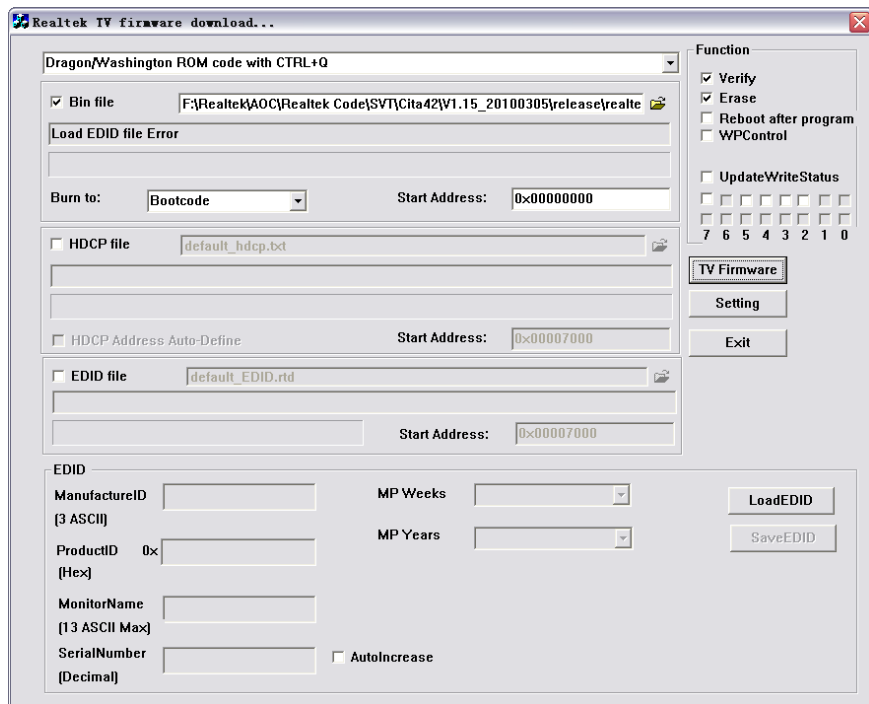 Realtek TV firmware download...
Dragon/Washington ROM code with CTRL+Q
Bin file F:\Realtek\AOC\Realtek Code\SVT\Cita42\V1.15_20100305\release\realte
Load EDID file Error
Burn to: Bootcode Start Address: 0x00000000
HDCP file default_hdcp.txt
HDCP Address Auto-Define Start Address: 0x00007000
EDID file default_EDID.rtd
Start Address: 0x00007000
Function
Verify
Erase
Reboot after program
WPControl
UpdateWriteStatus
7 6 5 4 3 2 1 0
TV Firmware
Setting
Exit
EDID
ManufactureID
(3 ASCII)
ProductID 0x
(Hex)
MonitorName
(13 ASCII Max)
SerialNumber
(Decimal)
AutoIncrease
MP Weeks
MP Years
LoadEDID
SaveEDID